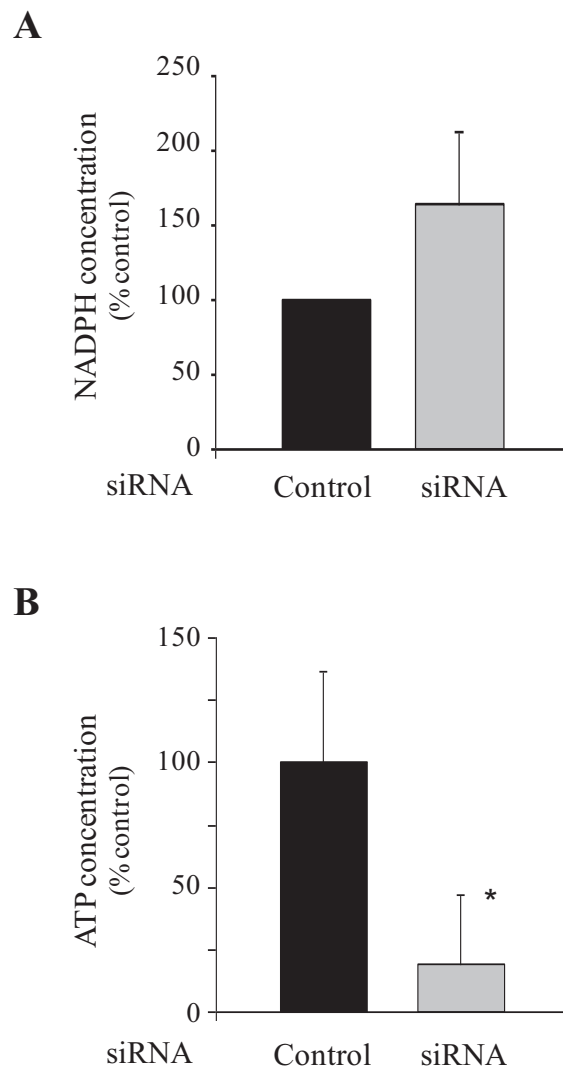 A
250
200
150
100
50
0
NADPH concentration
(% control)
siRNA Control siRNA
B
150
100
50
0
ATP concentration
(% control)
*
siRNA Control siRNA